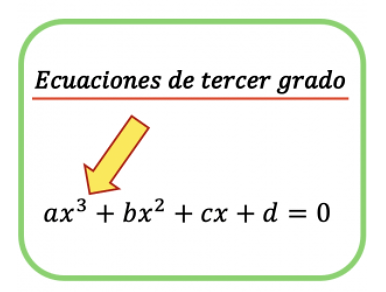 Ecuaciones de tercer grado
ax³ + bx² + cx + d = 0